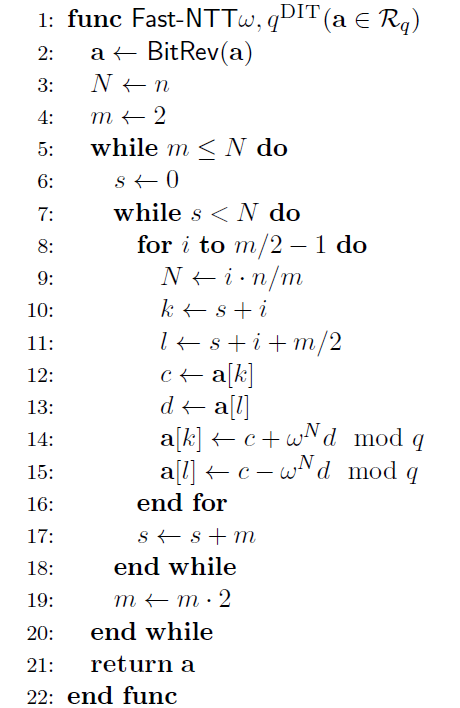 1: func Fast-NTTω, q^DIT(a ∈ R_q)
2: a ← BitRev(a)
3: N ← n
4: m ← 2
5: while m ≤ N do
6: s ← 0
7: while s < N do
8: for i to m/2 − 1 do
9: N ← i · n/m
10: k ← s + i
11: l ← s + i + m/2
12: c ← a[k]
13: d ← a[l]
14: a[k] ← c + ω^N d mod q
15: a[l] ← c − ω^N d mod q
16: end for
17: s ← s + m
18: end while
19: m ← m · 2
20: end while
21: return a
22: end func